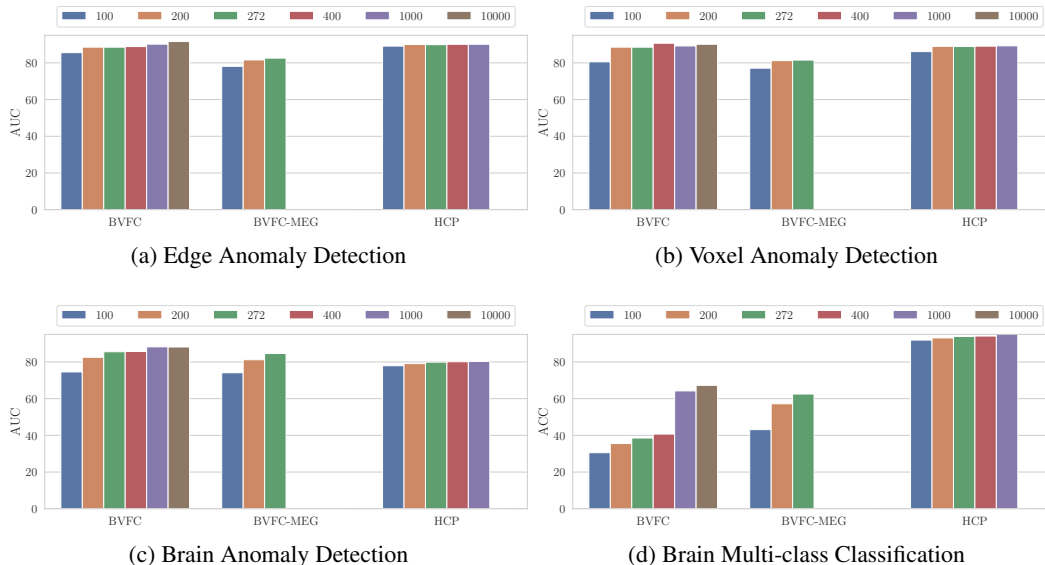 100 200 272 400 1000 10000
80
60
40
20
0
AUC
BVFC BVFC-MEG HCP
(a) Edge Anomaly Detection
100 200 272 400 1000 10000
80
60
40
20
0
AUC
BVFC BVFC-MEG HCP
(b) Voxel Anomaly Detection
100 200 272 400 1000 10000
80
60
40
20
0
AUC
BVFC BVFC-MEG HCP
(c) Brain Anomaly Detection
100 200 272 400 1000 10000
80
60
40
20
0
ACC
BVFC BVFC-MEG HCP
(d) Brain Multi-class Classification